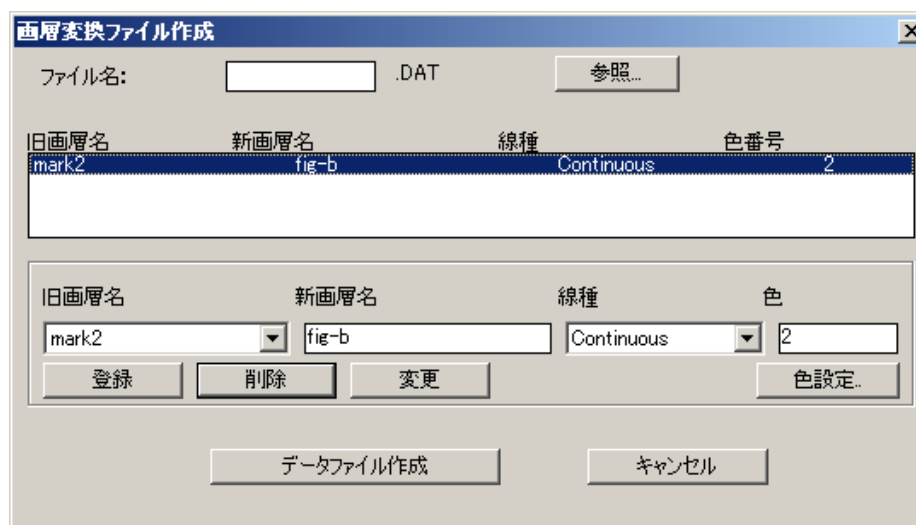 画層変換ファイル作成
ファイル名: .DAT 参照...
旧画層名 新画層名 線種 色番号
mark2 fig-b Continuous 2
旧画層名 新画層名 線種 色
mark2 fig-b Continuous 2
登録 削除 変更 色設定..
データファイル作成 キャンセル